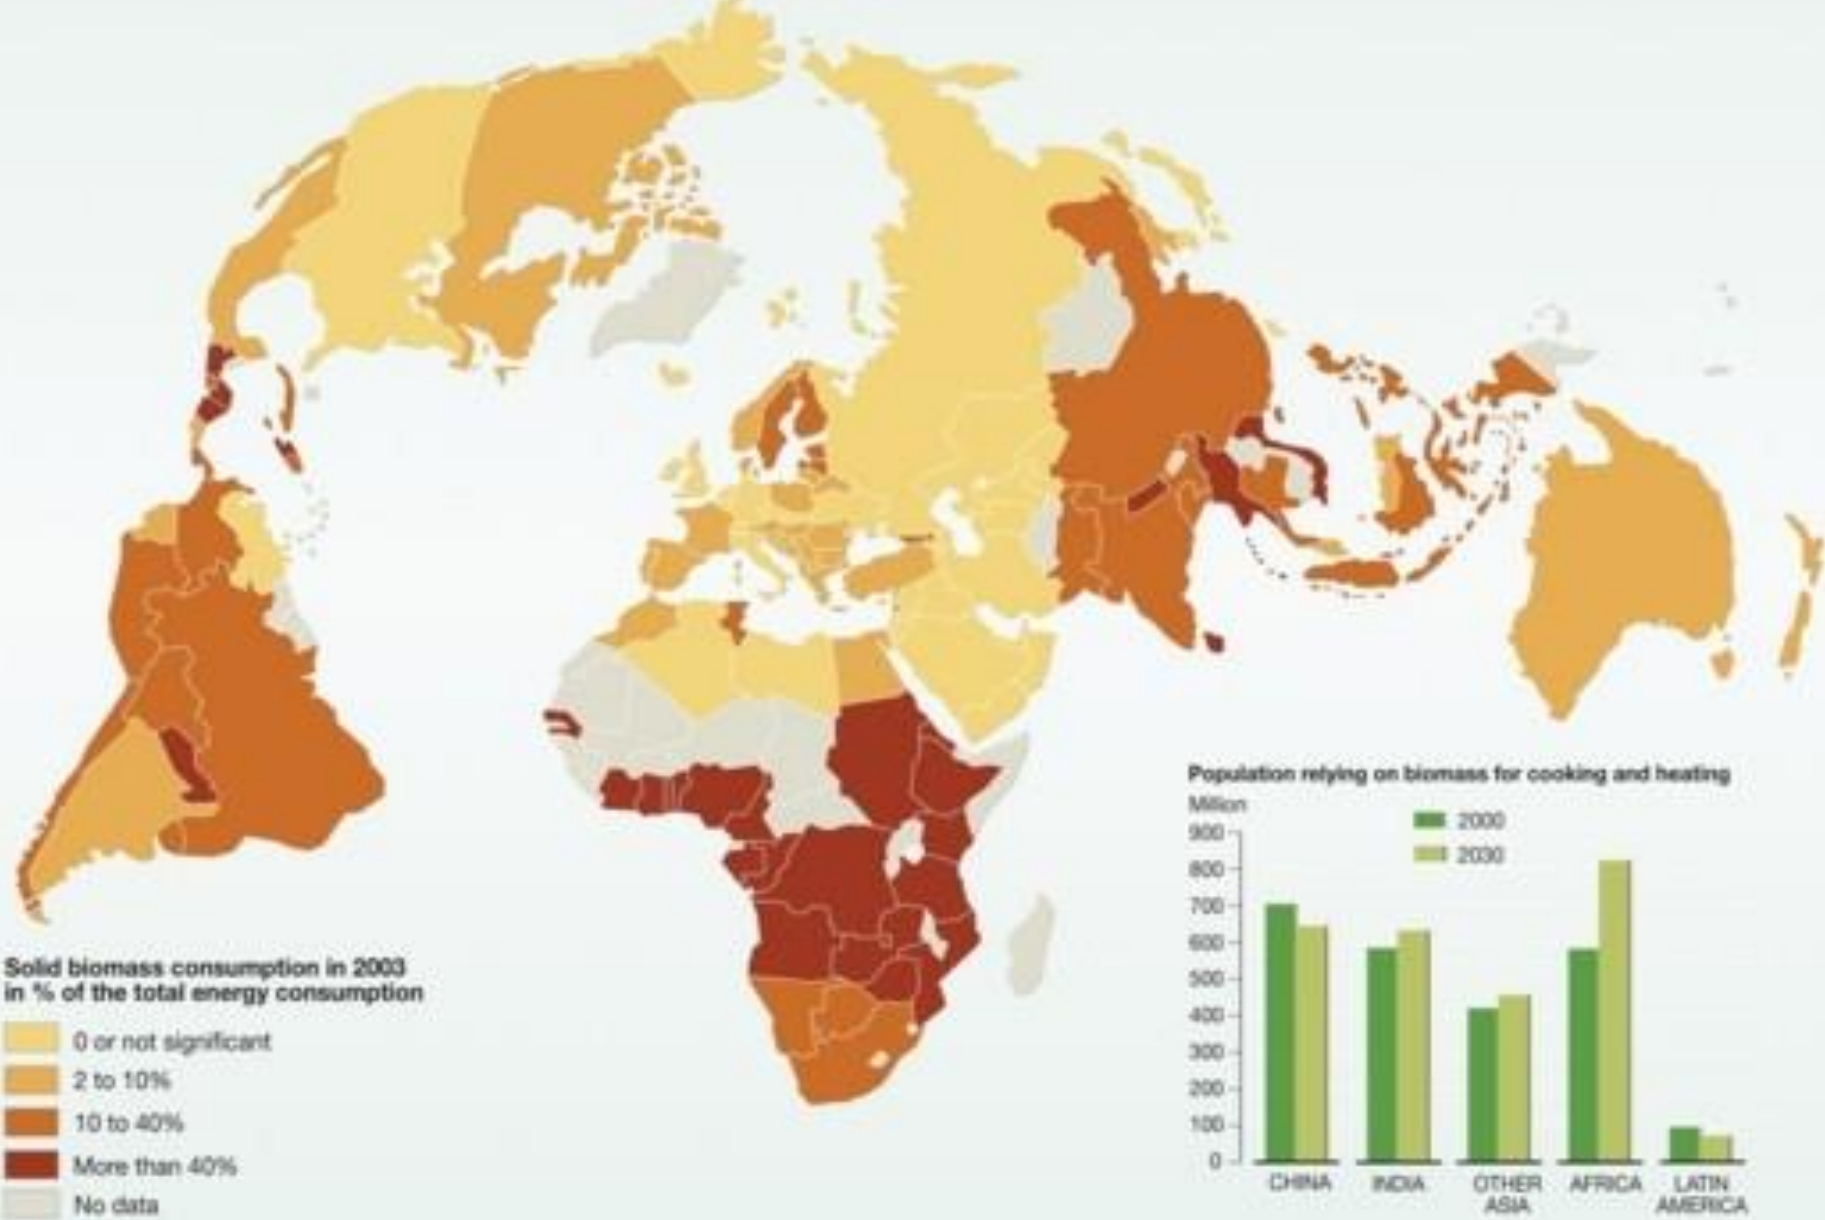 Population relying on biomass for cooking and heating
Million
2000
2030
900
800
700
600
500
400
300
200
100
0
CHINA
INDIA
OTHER
ASIA
AFRICA
LATIN
AMERICA
Solid biomass consumption in 2003
in % of the total energy consumption
0 or not significant
2 to 10%
10 to 40%
More than 40%
No data